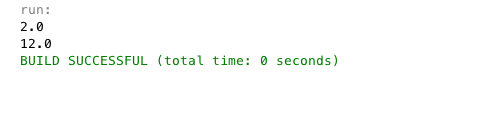 run:
2.0
12.0
BUILD SUCCESSFUL (total time: 0 seconds)